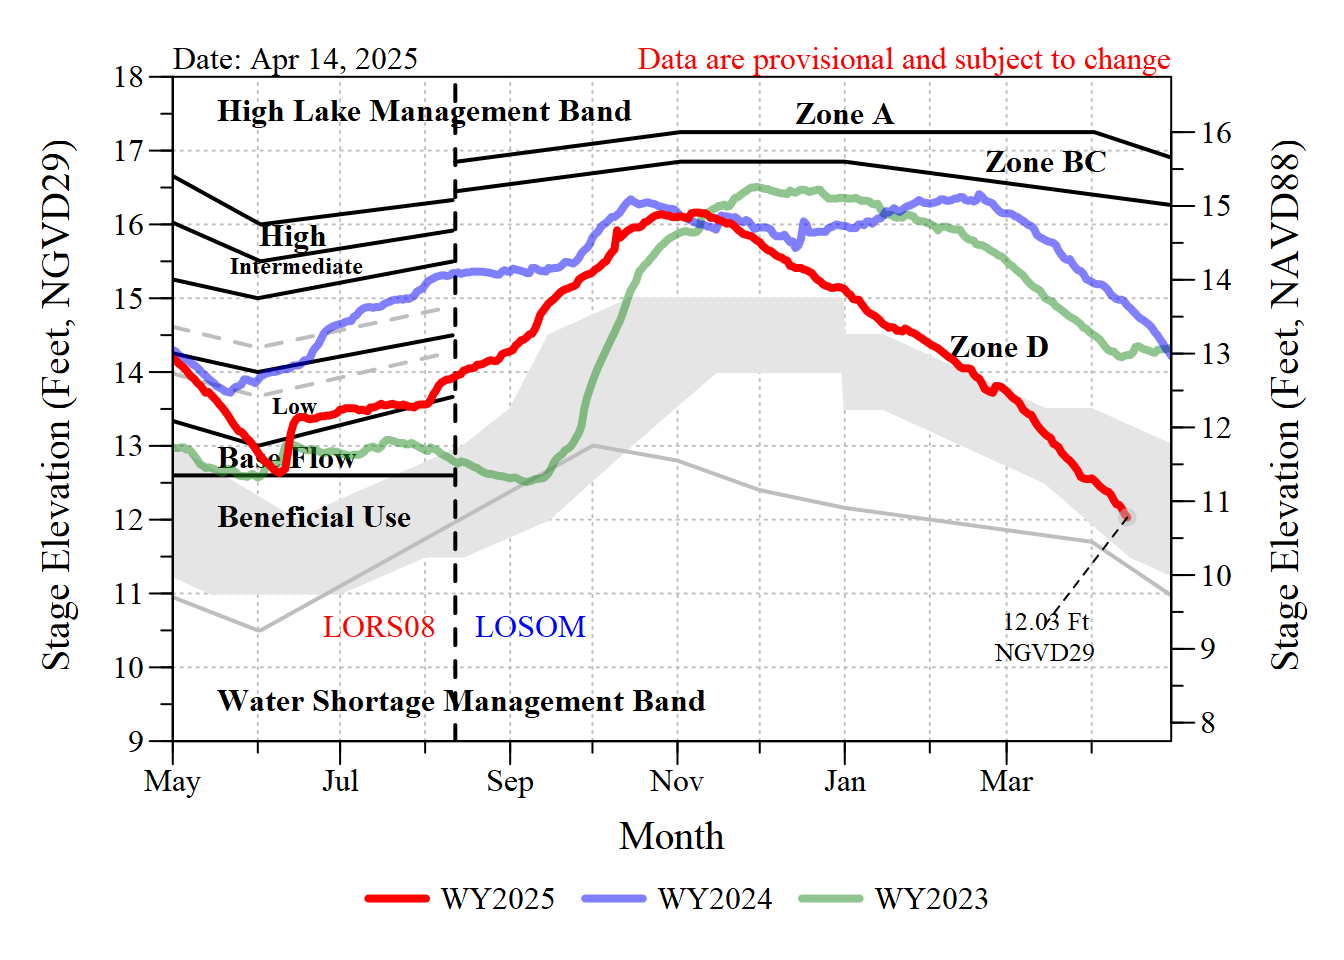 Date: Apr 14, 2025
Data are provisional and subject to change
18
17
16
15
14
13
12
11
10
9
Stage Elevation (Feet, NGVD29)
High Lake Management Band
Zone A
Zone BC
High
Intermediate
Low
Zone D
Base Flow
Beneficial Use
LORS08
LOSOM
12.03 Ft
NGVD29
Water Shortage Management Band
16
15
14
13
12
11
10
9
8
Stage Elevation (Feet, NAVD88)
May Jul Sep Nov Jan Mar
Month
WY2025 WY2024 WY2023